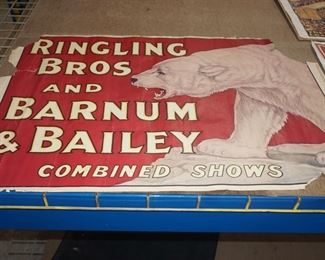 RINGLING
BROS
AND
BARNUM
& BAILEY
COMBINED SHOWS